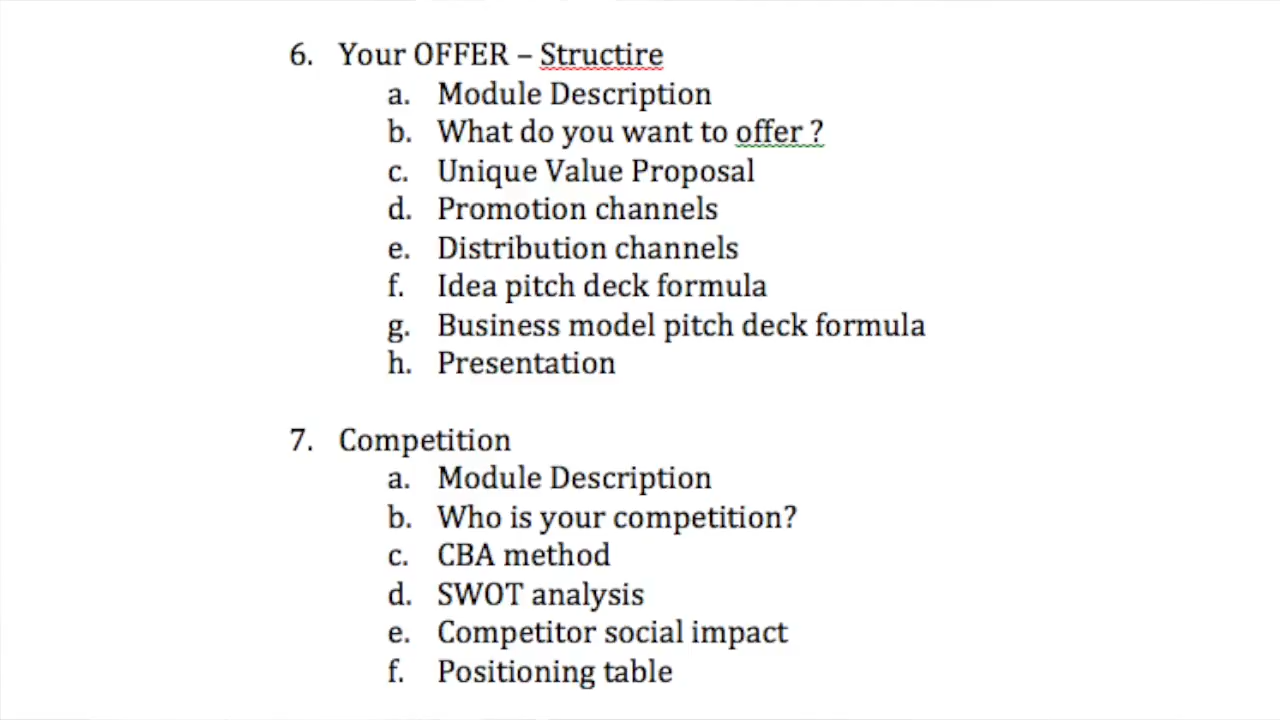 6. Your OFFER – Structire
a. Module Description
b. What do you want to offer ?
c. Unique Value Proposal
d. Promotion channels
e. Distribution channels
f. Idea pitch deck formula
g. Business model pitch deck formula
h. Presentation
7. Competition
a. Module Description
b. Who is your competition?
c. CBA method
d. SWOT analysis
e. Competitor social impact
f. Positioning table